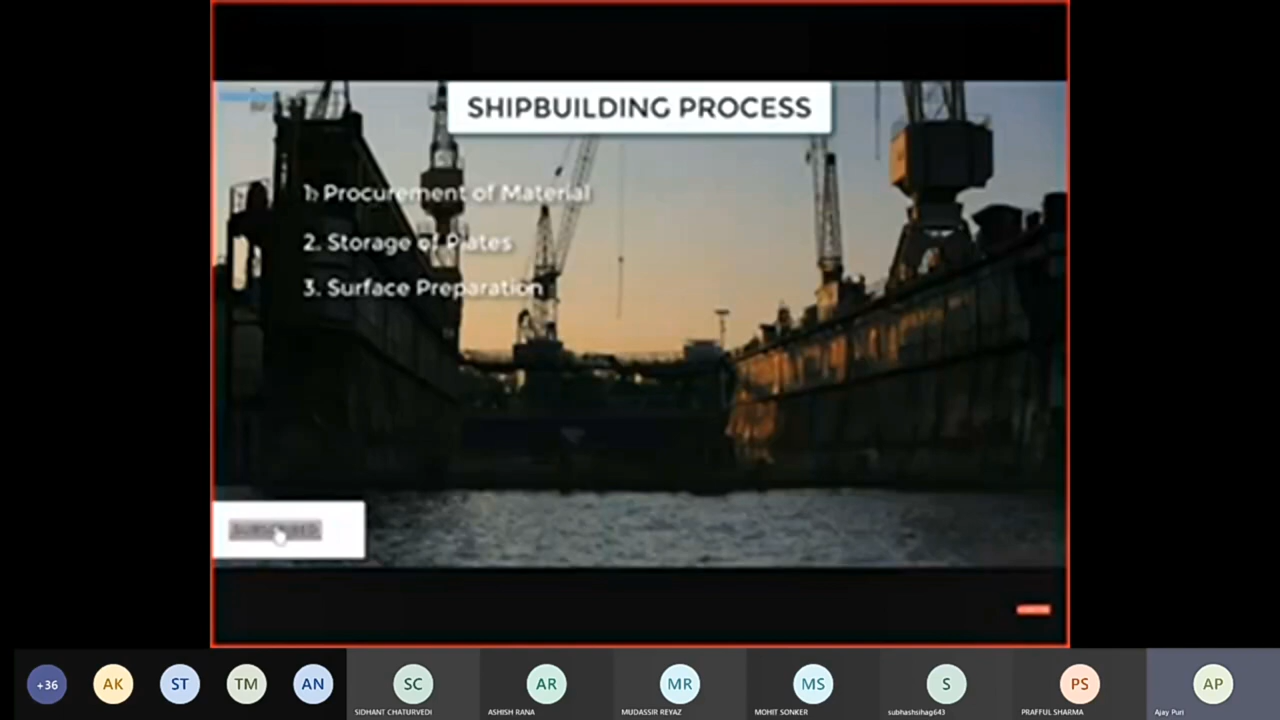 SHIPBUILDING PROCESS
1. Procurement of Material
2. Storage of Plates
3. Surface Preparation
+36
AK
ST
TM
AN
SC
AR
MR
MS
S
PS
AP
SIDHANT CHATURVEDI
ASHISH RANA
MUDASSIR REYAZ
MOHIT SONKER
subhashsihag643
PRAFFUL SHARMA
Ajay Puri